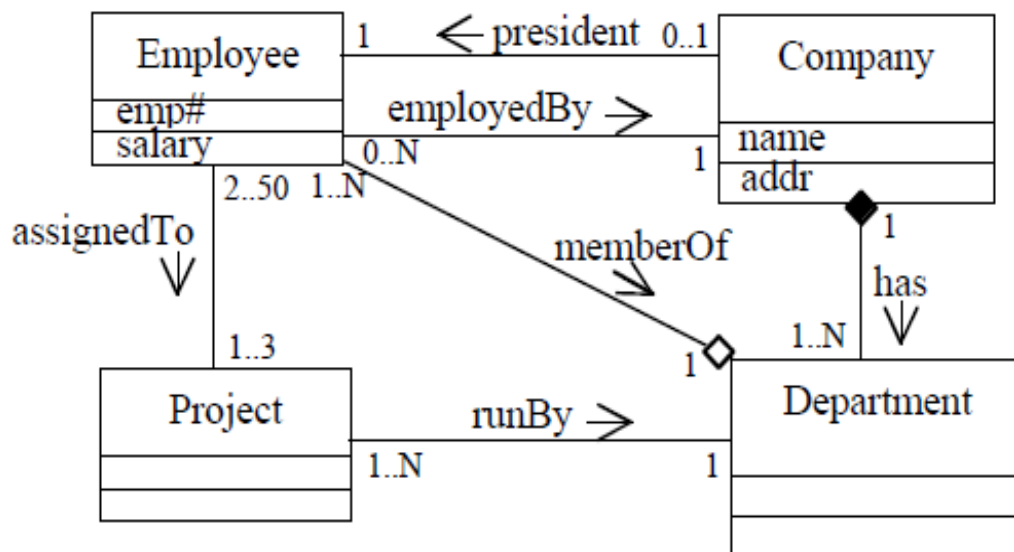 Employee
emp#
salary
1
president
0..1
Company
name
addr
employedBy
0..N
1
2..50
1..N
assignedTo
memberOf
1
has
1..N
1..3
1
Project
runBy
1..N
1
Department